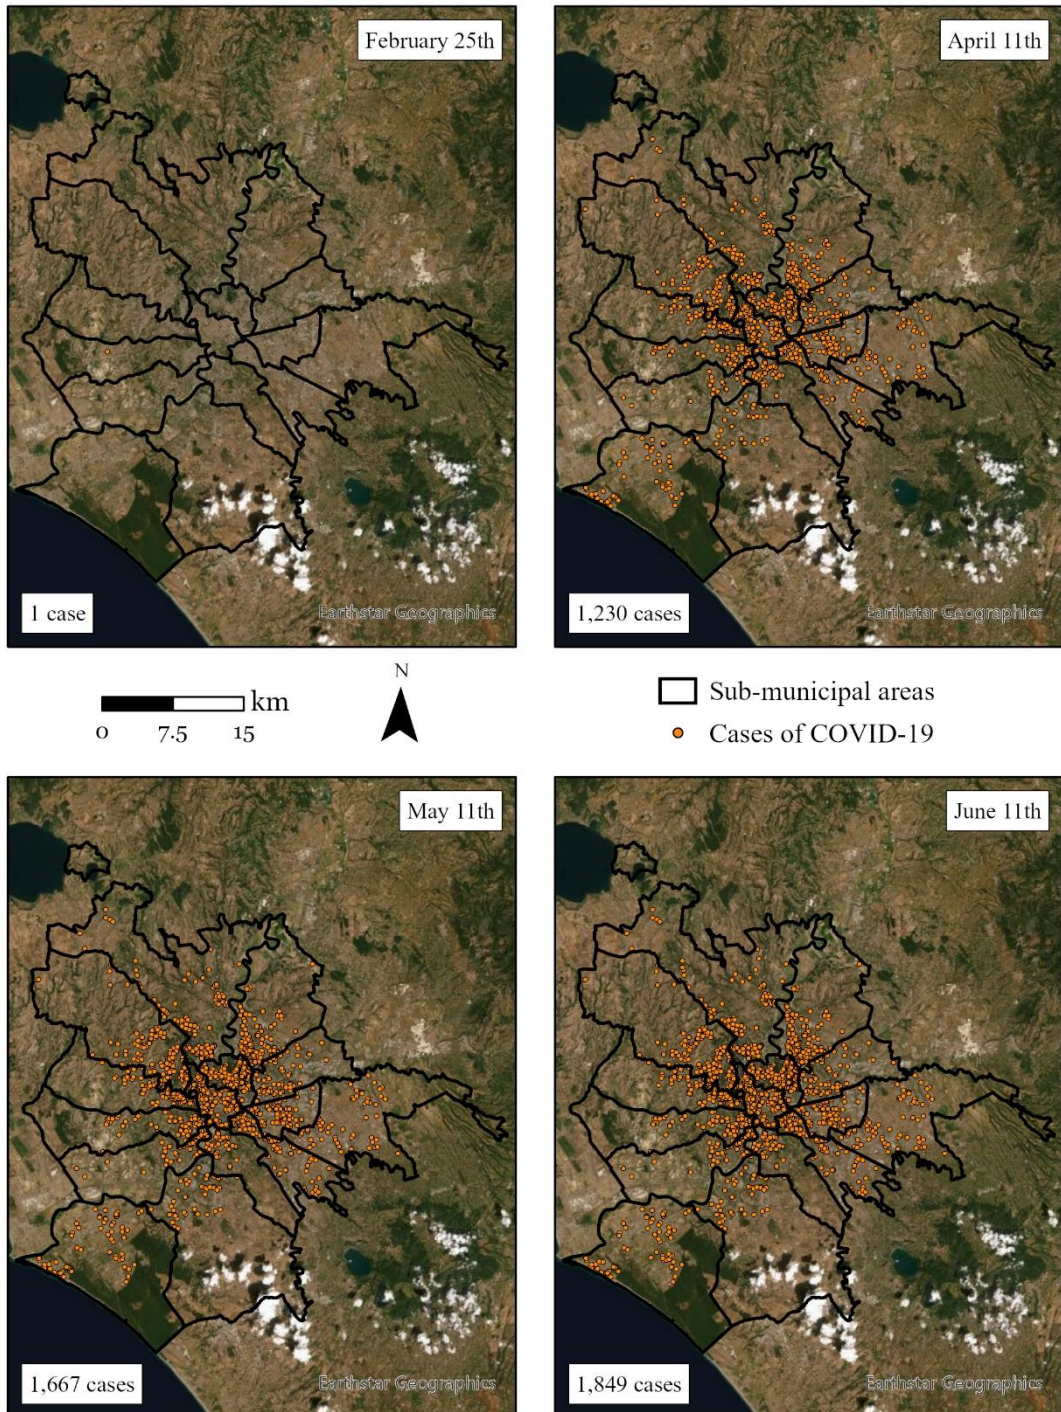 February 25th
April 11th
1 case
Earthstar Geographics
1,230 cases
Earthstar Geographics
km
0 7.5 15
N
Sub-municipal areas
Cases of COVID-19
May 11th
June 11th
1,667 cases
Earthstar Geographics
1,849 cases
Earthstar Geographics